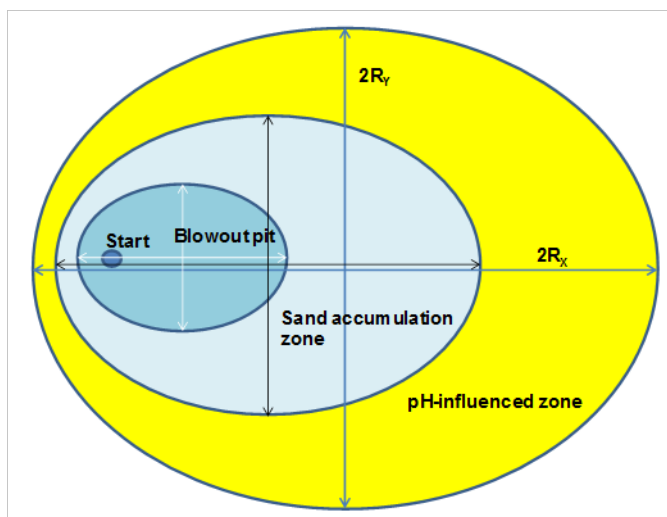 2RY
Start
Blowout pit
2RX
Sand accumulation
zone
pH-influenced zone